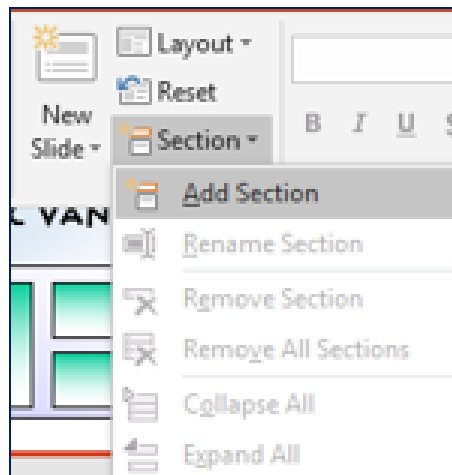 Layout
Reset
New
Slide
Section
B I U S
Add Section
VAN
Rename Section
Remove Section
Remove All Sections
Collapse All
Expand All